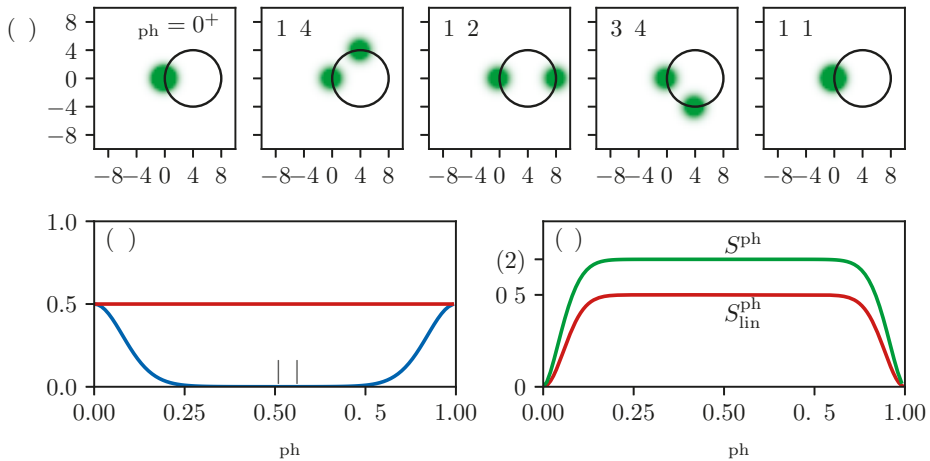 ( ) ph = 0⁺ 1 4 1 2 3 4 1 1
8
4
0
−4
−8
−8 −4 0 4 8 −8 −4 0 4 8 −8 −4 0 4 8 −8 −4 0 4 8 −8 −4 0 4 8
( )
1.0
0.5
0.0
| |
0.00 0.25 0.50 0. 5 1.00
ph
( )
(2)
0 5
0
S^ph
S^ph_lin
0.00 0.25 0.50 0. 5 1.00
ph